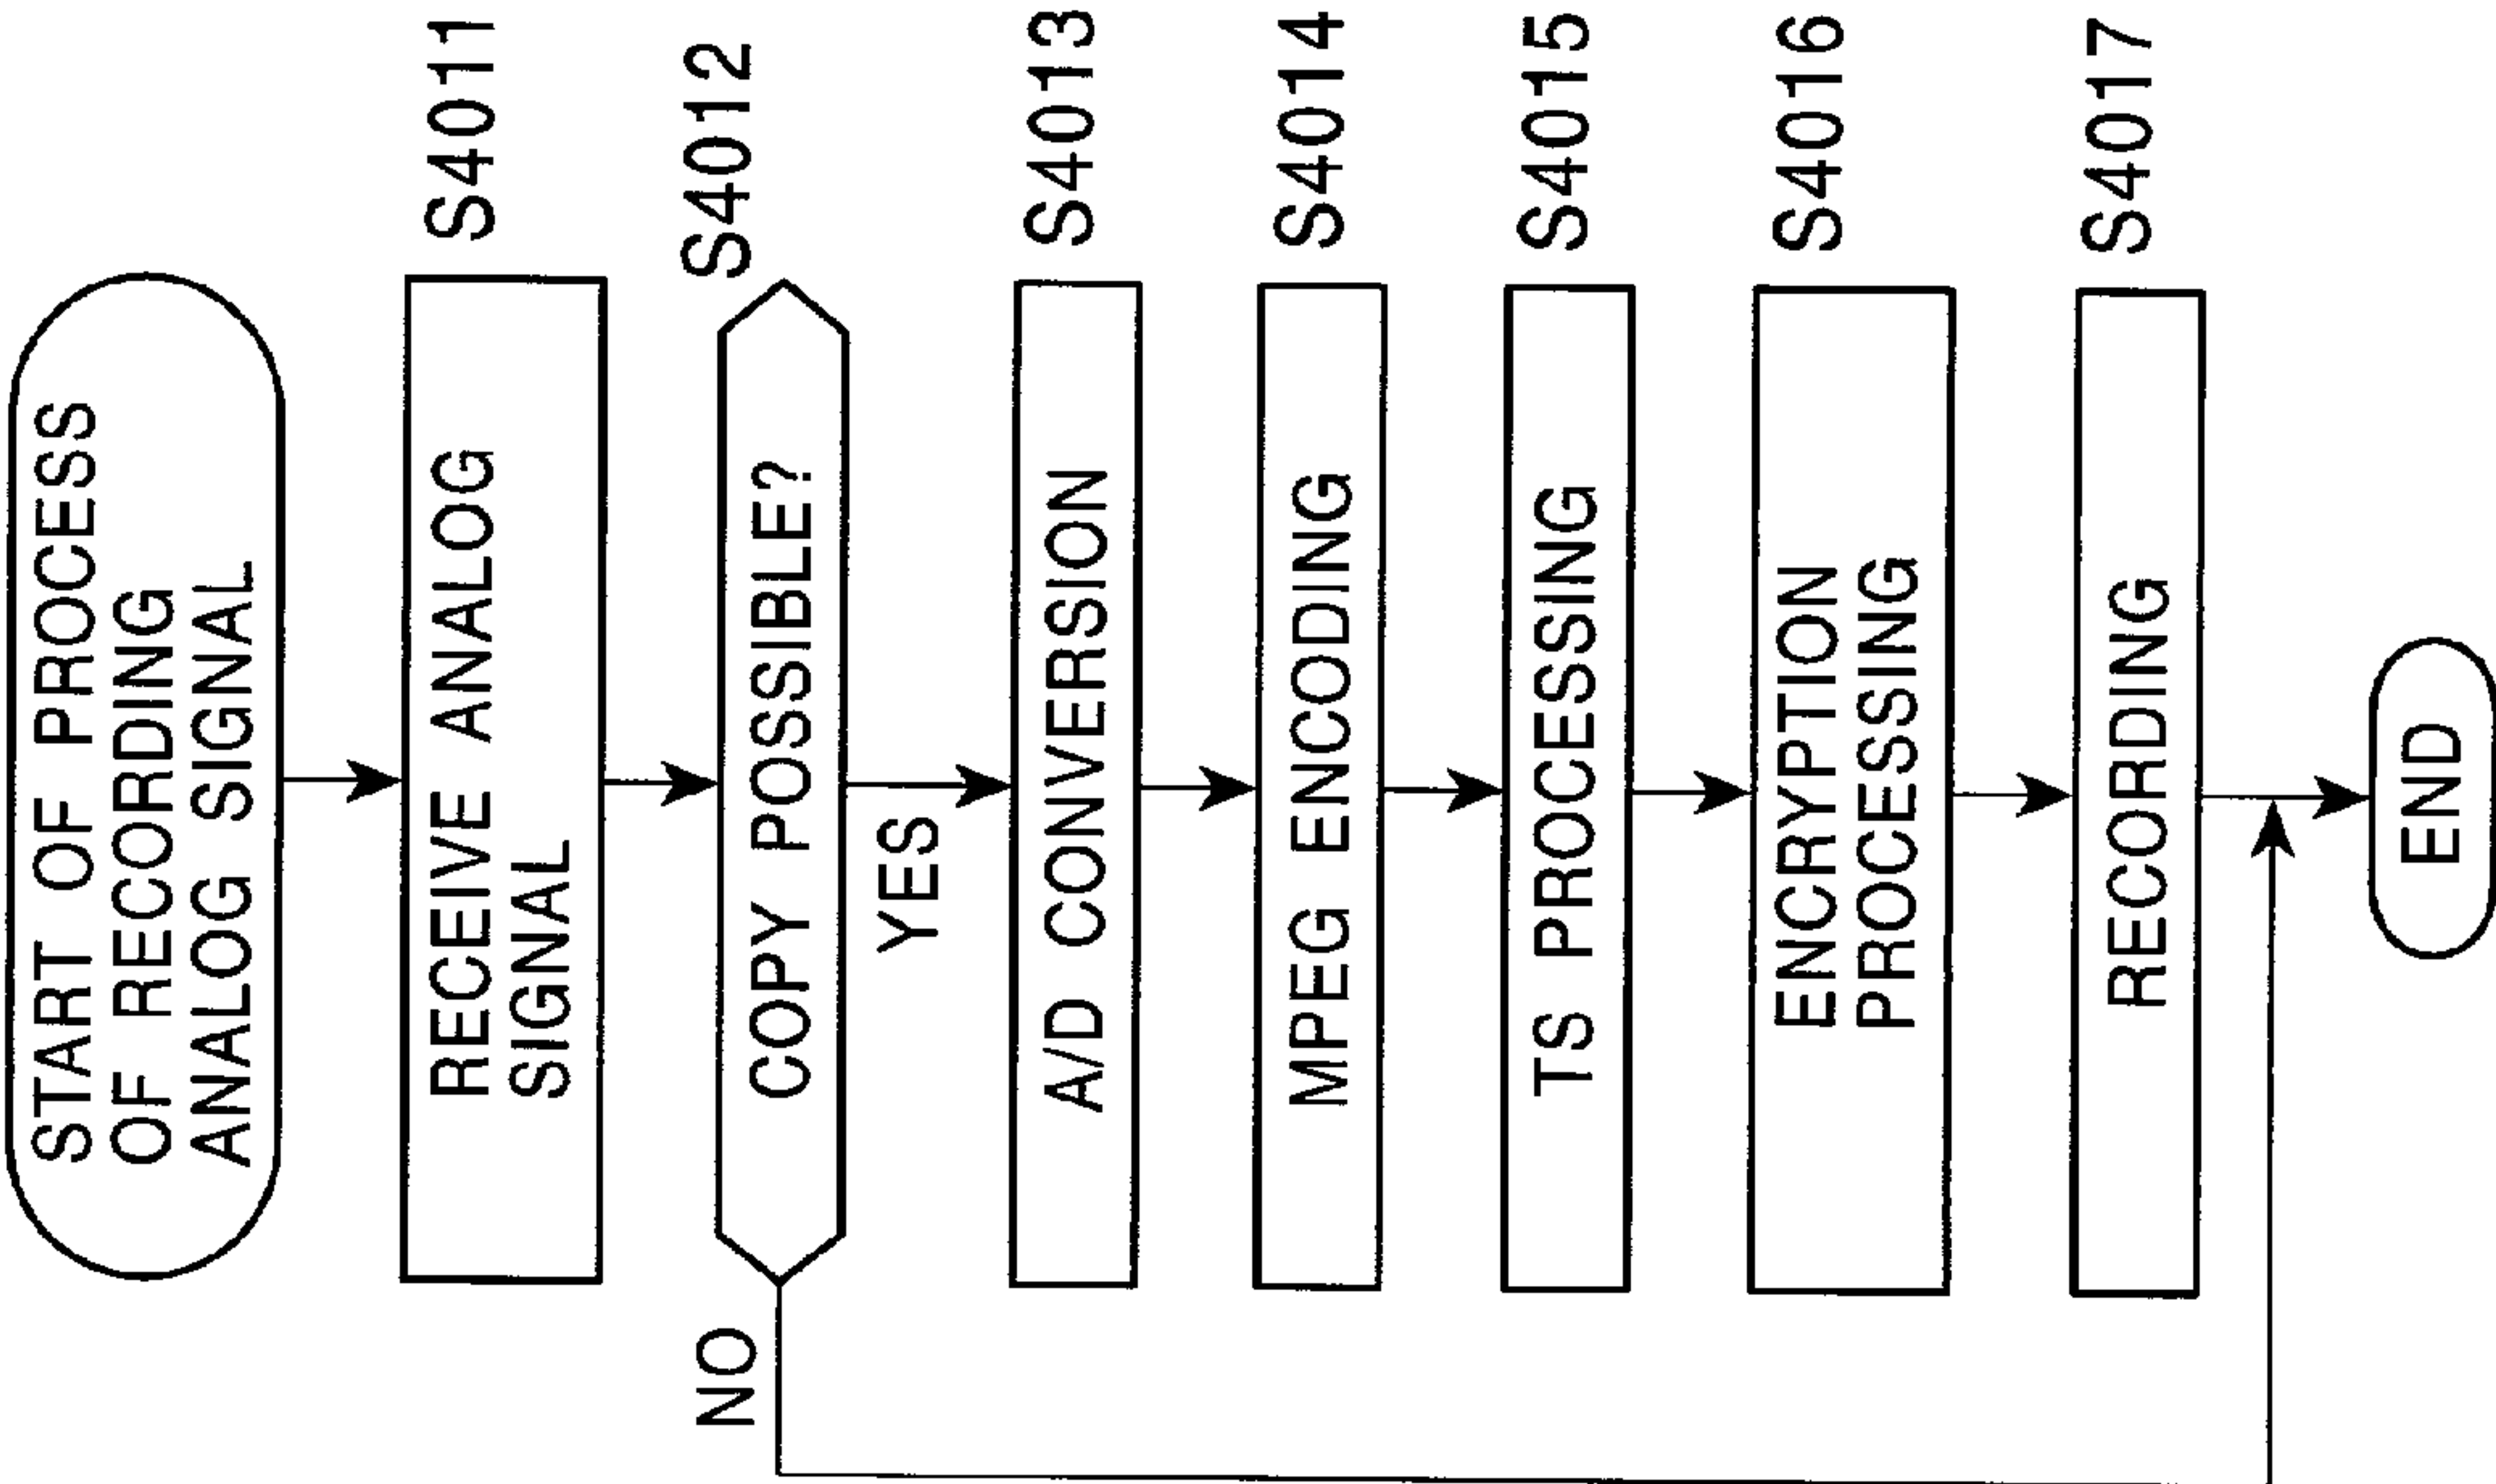 START OF PROCESS
OF RECORDING
ANALOG SIGNAL
S4011
RECEIVE ANALOG
SIGNAL
S4012
COPY POSSIBLE?
NO
YES
S4013
A/D CONVERSION
S4014
MPEG ENCODING
S4015
TS PROCESSING
S4016
ENCRYPTION
PROCESSING
S4017
RECORDING
END